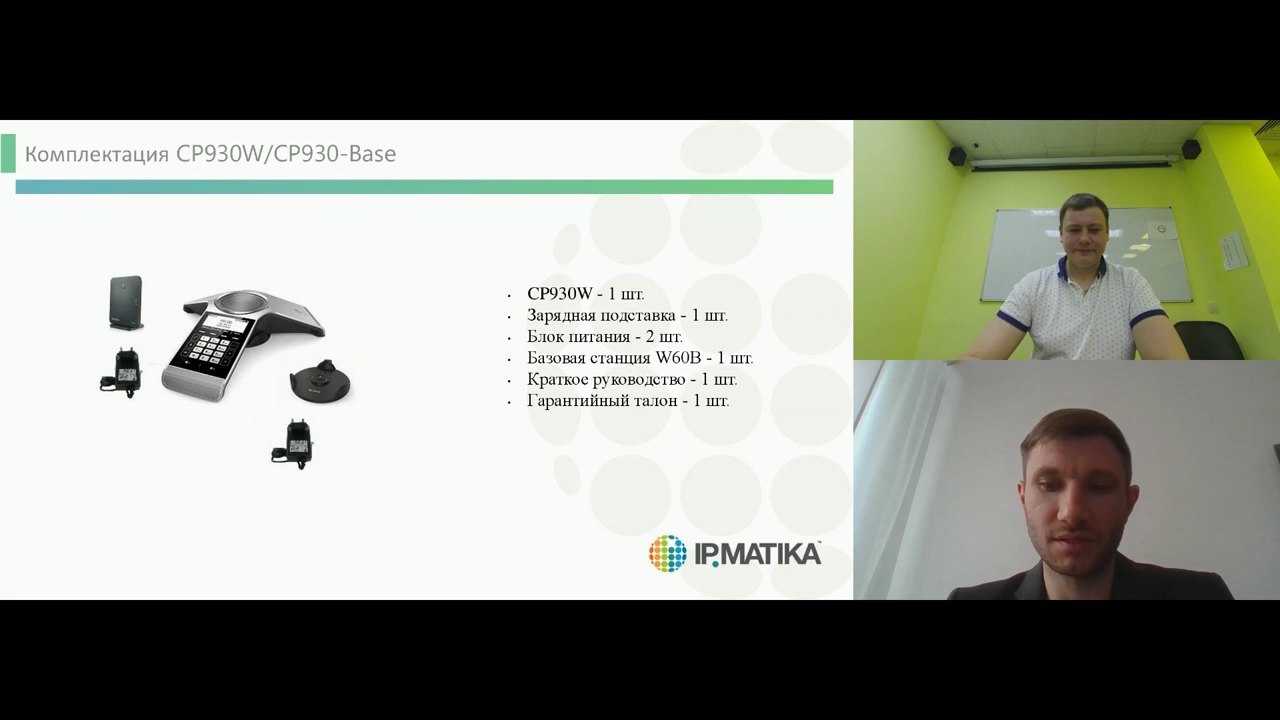 Комплектация CP930W/CP930-Base
• CP930W - 1 шт.
• Зарядная подставка - 1 шт.
• Блок питания - 2 шт.
• Базовая станция W60B - 1 шт.
• Краткое руководство - 1 шт.
• Гарантийный талон - 1 шт.
IP.MATIKA™